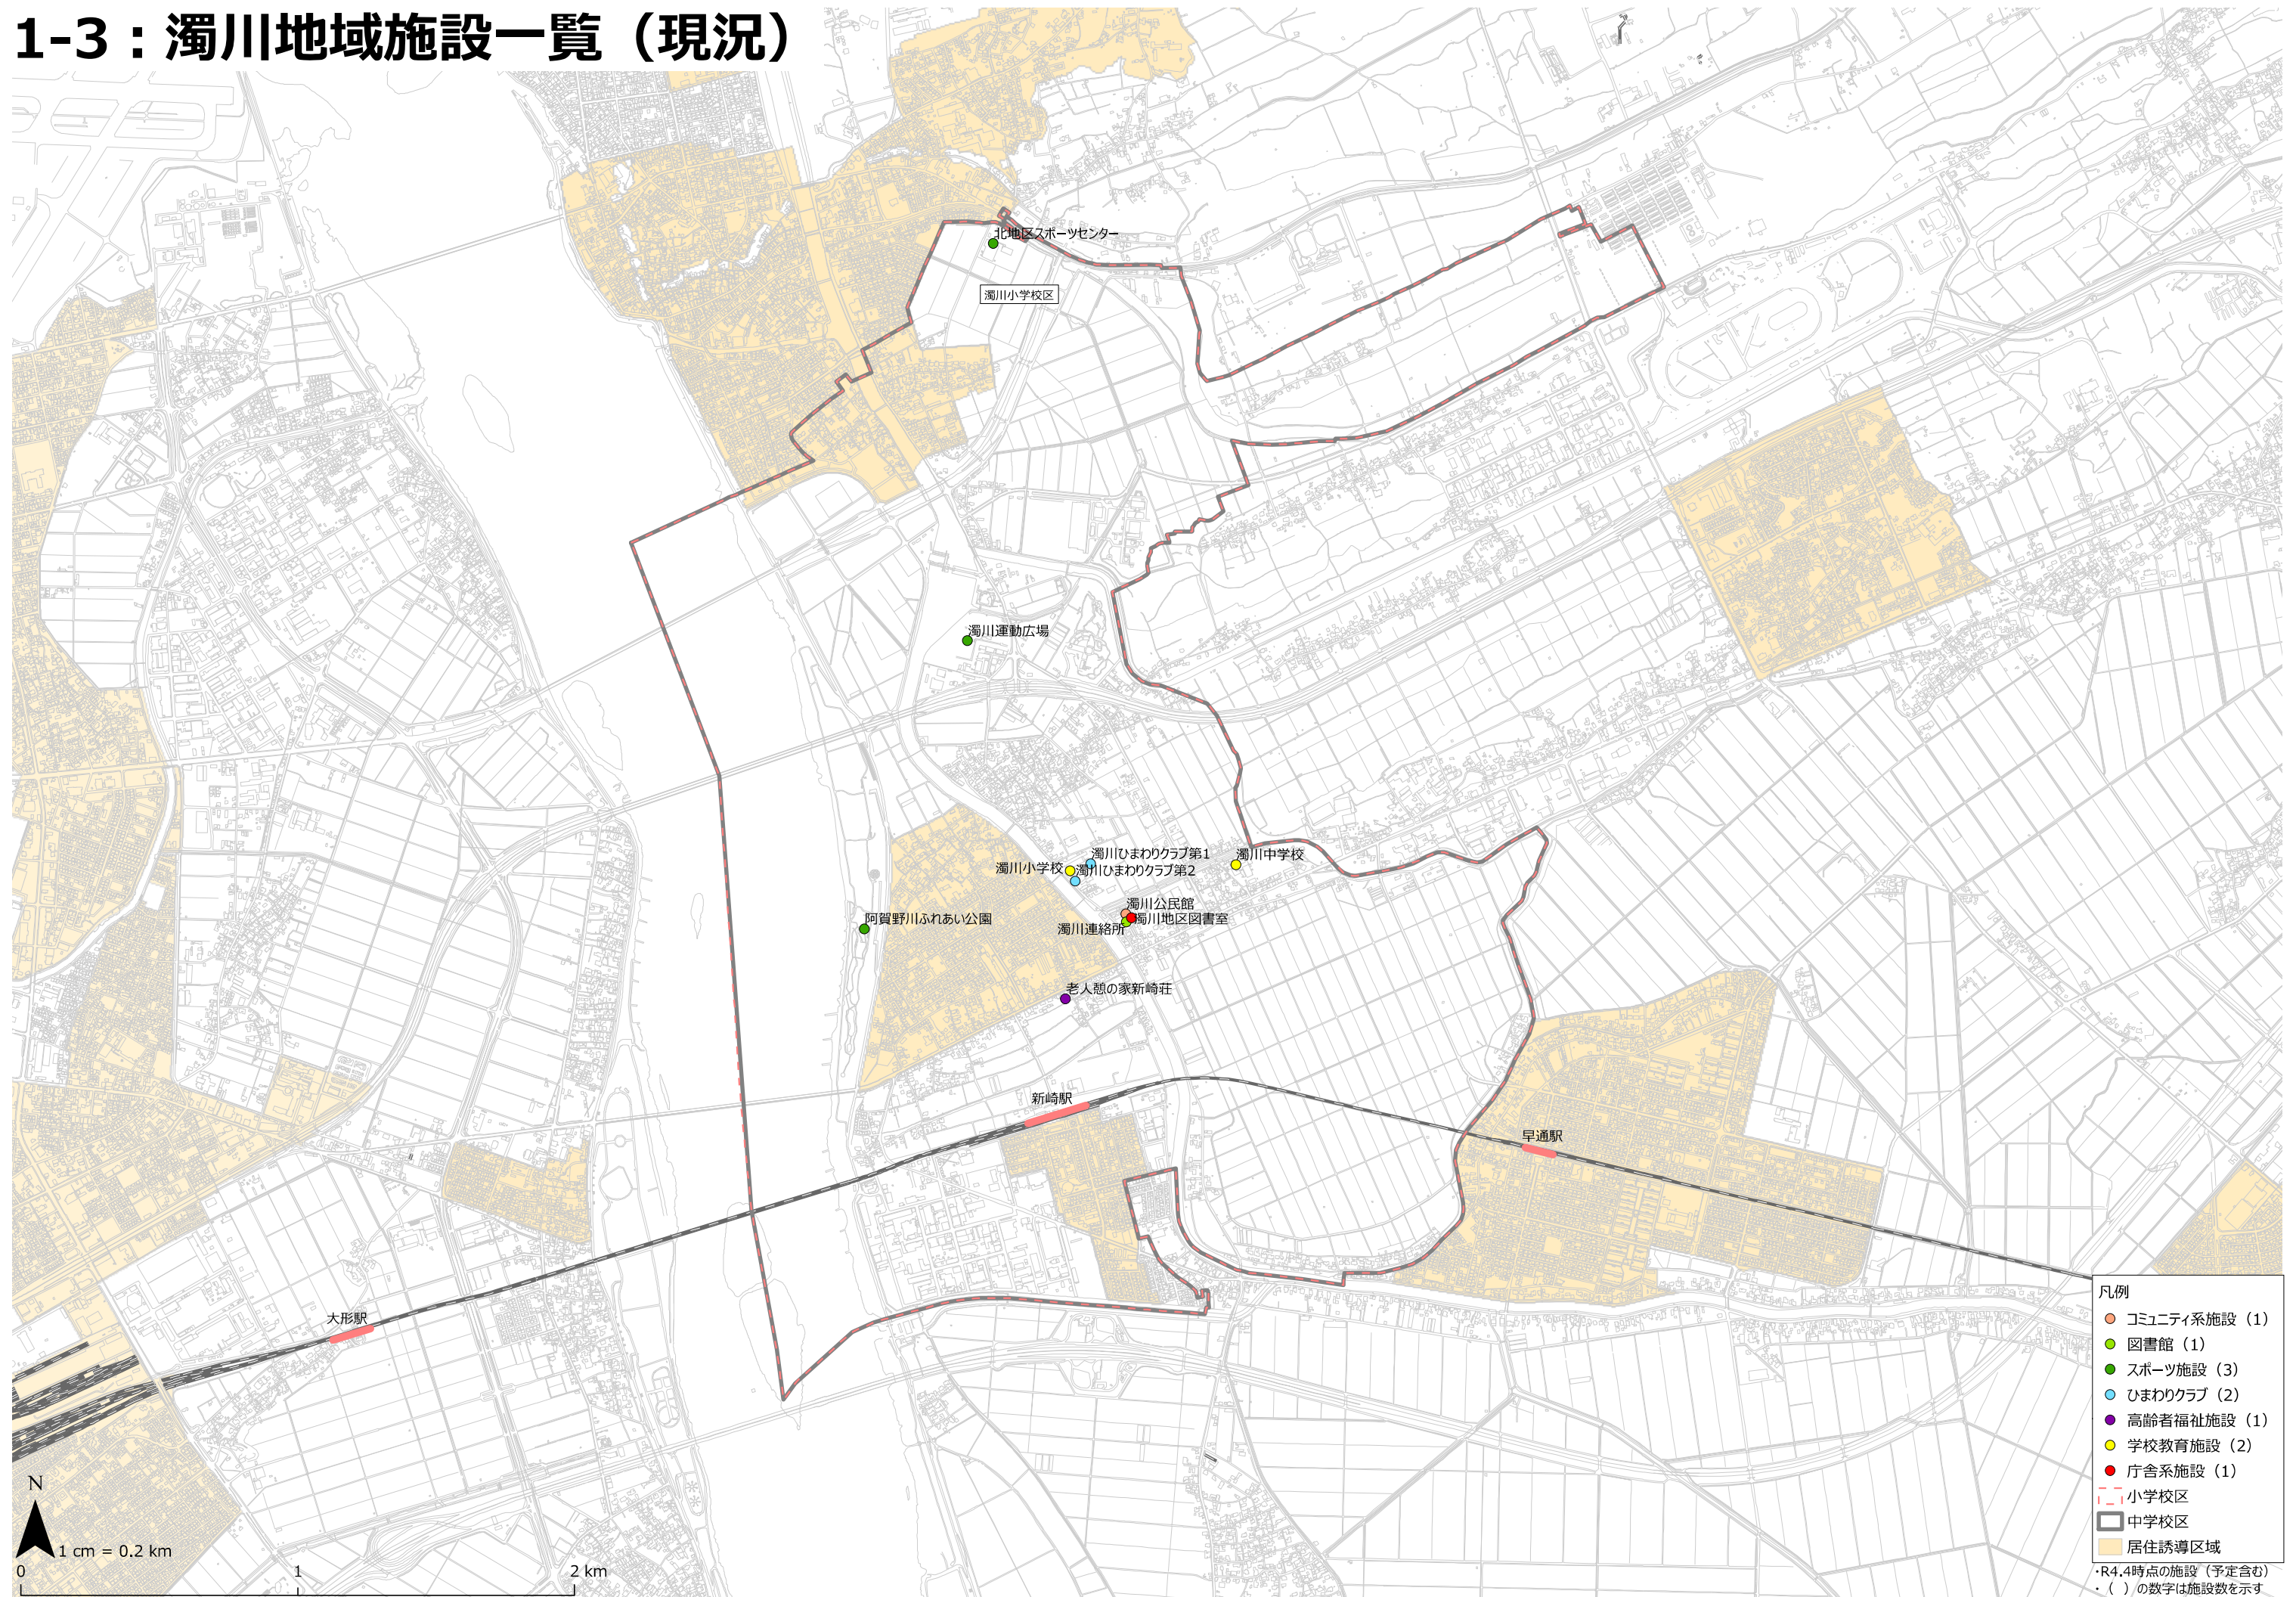 1-3：濁川地域施設一覧（現況）
北地区スポーツセンター
濁川小学校区
濁川運動広場
濁川ひまわりクラブ第1
濁川中学校
濁川小学校
濁川ひまわりクラブ第2
濁川公民館
阿賀野川ふれあい公園
濁川地区図書室
濁川連絡所
老人憩の家新崎荘
新崎駅
早通駅
大形駅
凡例
コミュニティ系施設（1）
図書館（1）
スポーツ施設（3）
ひまわりクラブ（2）
高齢者福祉施設（1）
学校教育施設（2）
庁舎系施設（1）
小学校区
中学校区
居住誘導区域
・R4.4時点の施設（予定含む）
・（ ）の数字は施設数を示す
N
1 cm = 0.2 km
0 1 2 km